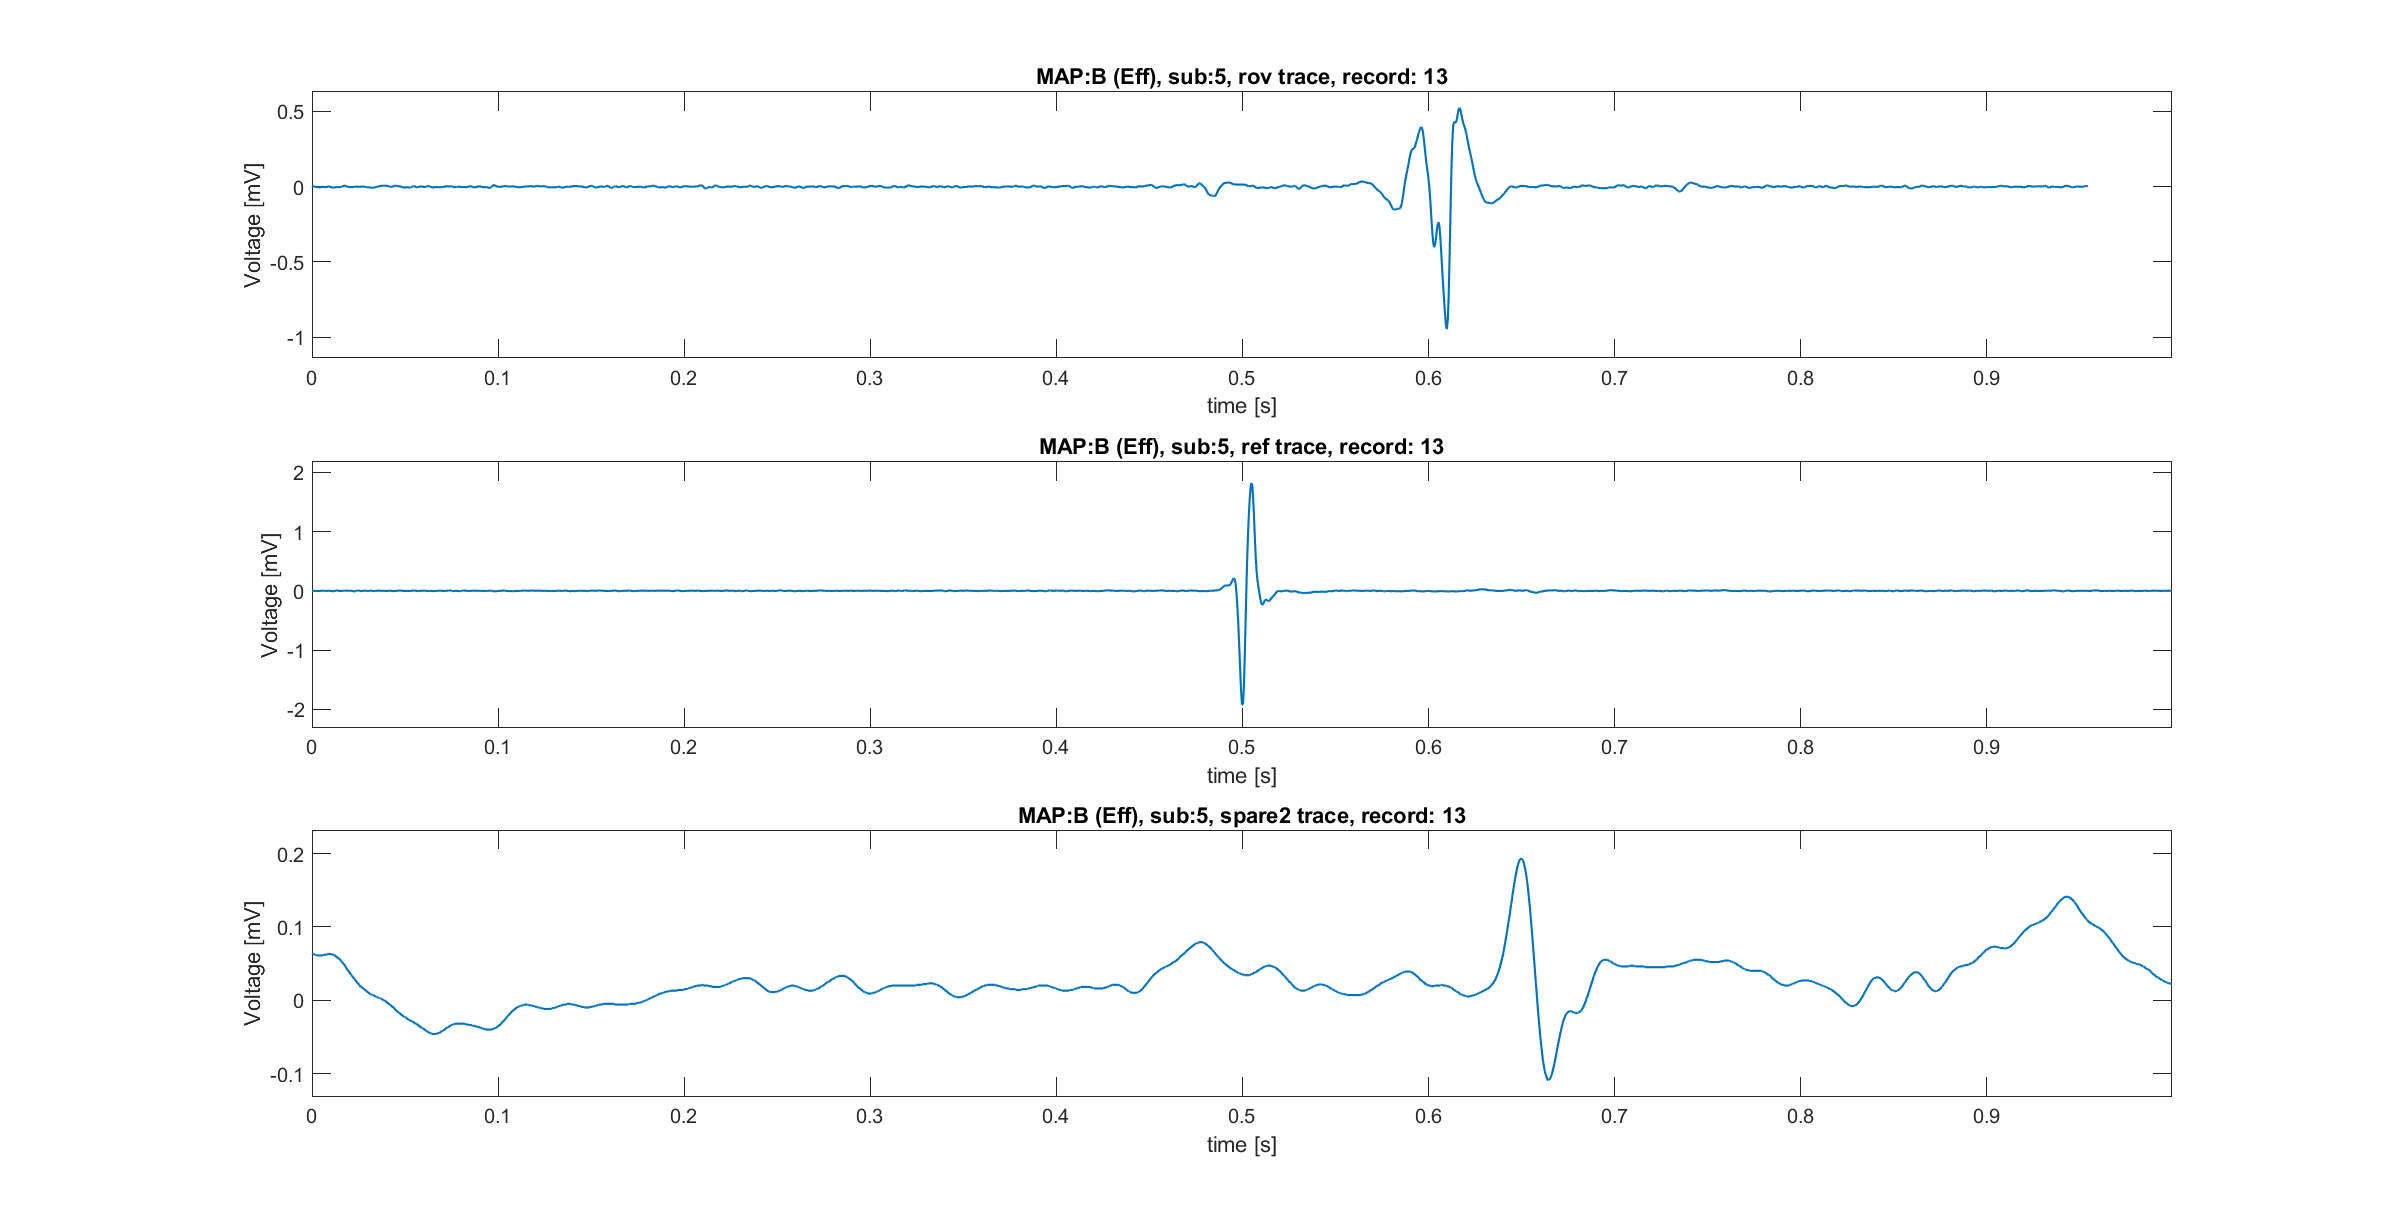 MAP:B (Eff), sub:5, rov trace, record: 13
0.5
0
-0.5
-1
Voltage [mV]
0 0.1 0.2 0.3 0.4 0.5 0.6 0.7 0.8 0.9
time [s]
MAP:B (Eff), sub:5, ref trace, record: 13
2
1
0
-1
-2
Voltage [mV]
0 0.1 0.2 0.3 0.4 0.5 0.6 0.7 0.8 0.9
time [s]
MAP:B (Eff), sub:5, spare2 trace, record: 13
0.2
0.1
0
-0.1
Voltage [mV]
0 0.1 0.2 0.3 0.4 0.5 0.6 0.7 0.8 0.9
time [s]